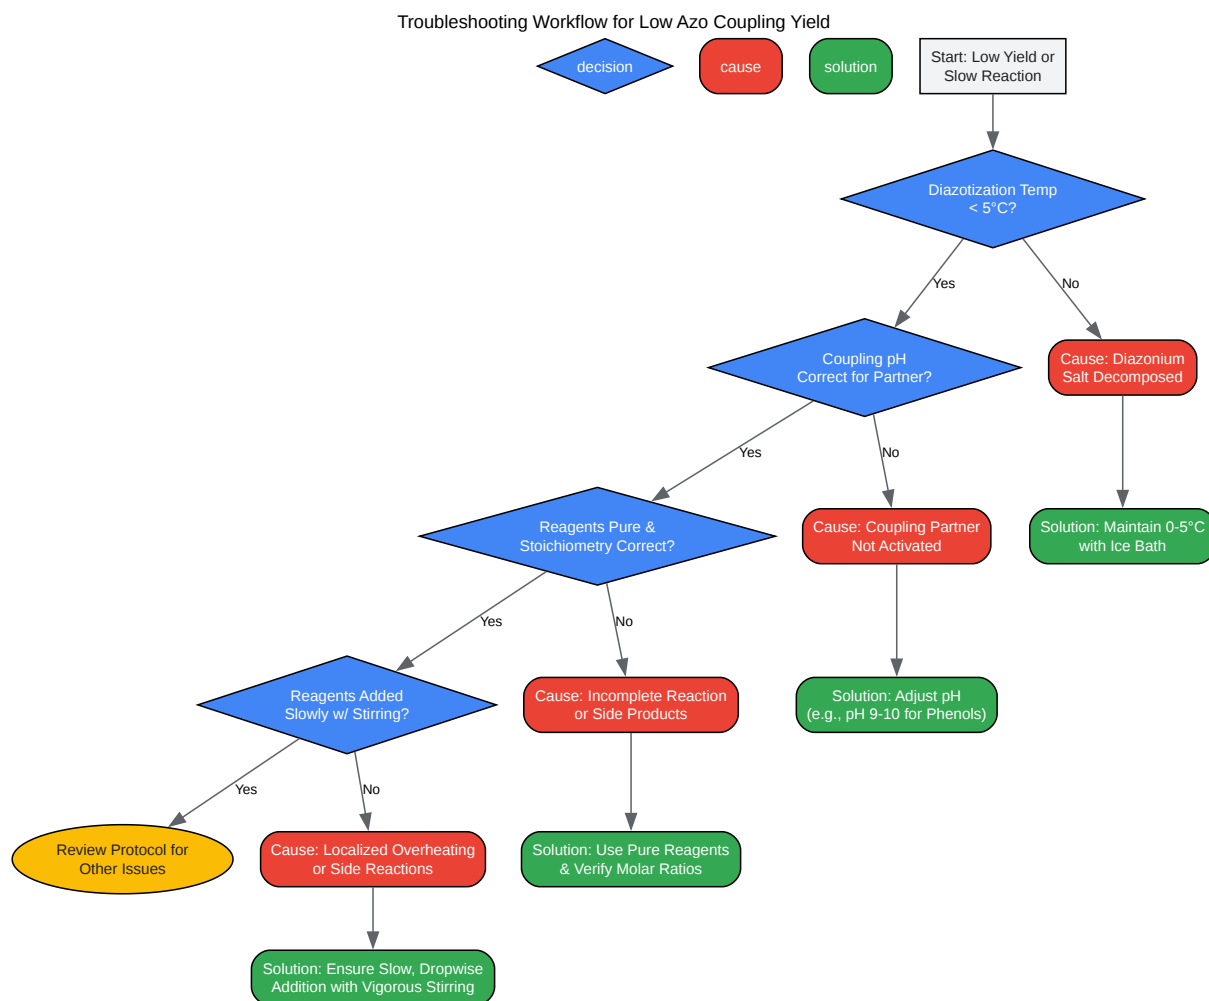 Troubleshooting Workflow for Low Azo Coupling Yield
decision
cause
solution
Start: Low Yield or
Slow Reaction
Diazotization Temp
< 5°C?
Yes
No
Coupling pH
Correct for Partner?
Cause: Diazonium
Salt Decomposed
Yes
No
Reagents Pure &
Stoichiometry Correct?
Cause: Coupling Partner
Not Activated
Solution: Maintain 0-5°C
with Ice Bath
Yes
No
Reagents Added
Slowly w/ Stirring?
Cause: Incomplete Reaction
or Side Products
Solution: Adjust pH
(e.g., pH 9-10 for Phenols)
Yes
No
Review Protocol for
Other Issues
Cause: Localized Overheating
or Side Reactions
Solution: Use Pure Reagents
& Verify Molar Ratios
Solution: Ensure Slow, Dropwise
Addition with Vigorous Stirring